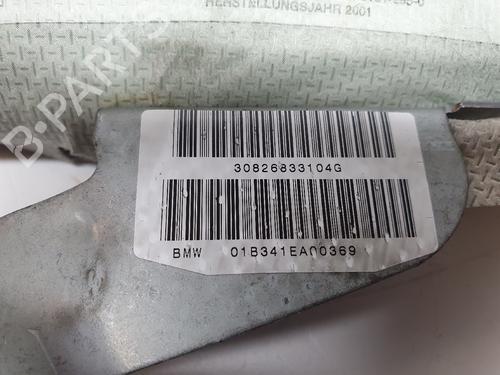 HERSTELLUNGSJAHR 2001
B-PARTS
30826833104G
BMW 01B341EA00369